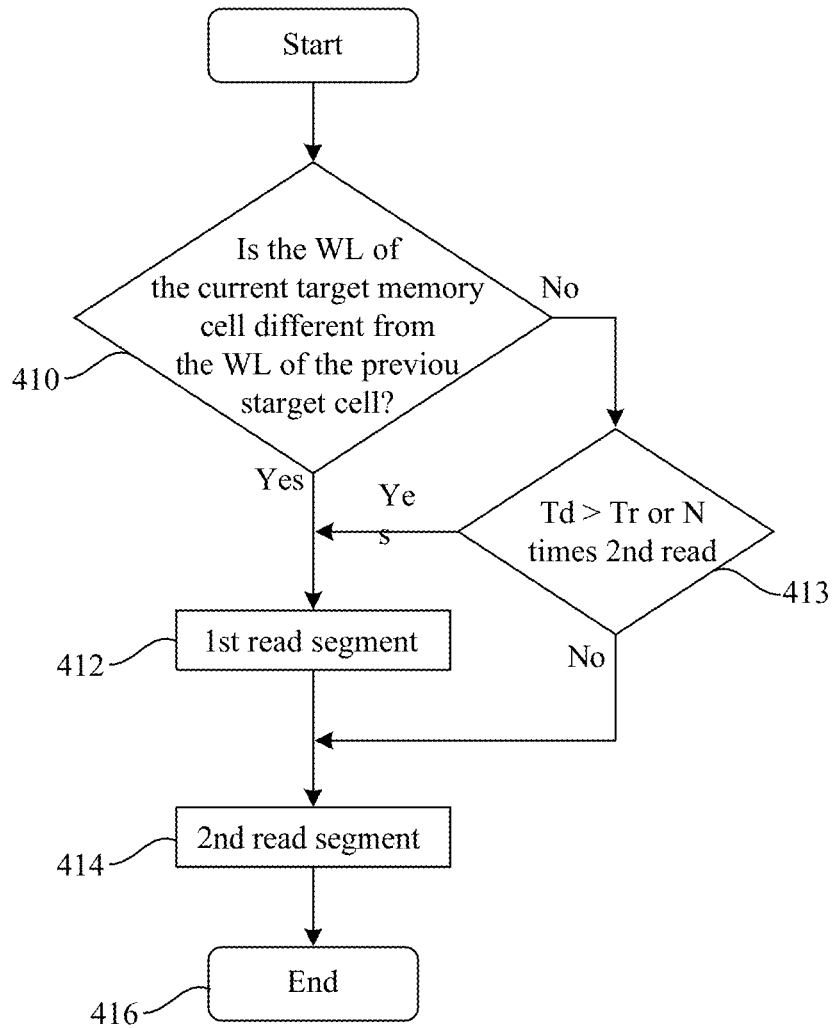 Start
Is the WL of
the current target memory
cell different from
the WL of the previou
starget cell?
No
410
Yes
Ye
s
Td > Tr or N
times 2nd read
413
1st read segment
412
No
2nd read segment
414
End
416